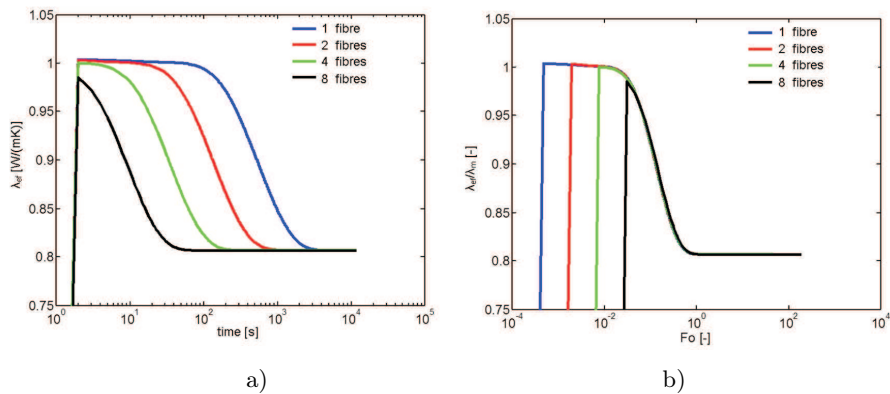 1 fibre
2 fibres
4 fibres
8 fibres
1.05
1
0.95
0.9
0.85
0.8
0.75
λef [W/(mK)]
10^0 10^1 10^2 10^3 10^4 10^5
time [s]
a)
1 fibre
2 fibres
4 fibres
8 fibres
1.05
1
0.95
0.9
0.85
0.8
0.75
λef/λm [-]
10^-4 10^-2 10^0 10^2 10^4
Fo [-]
b)